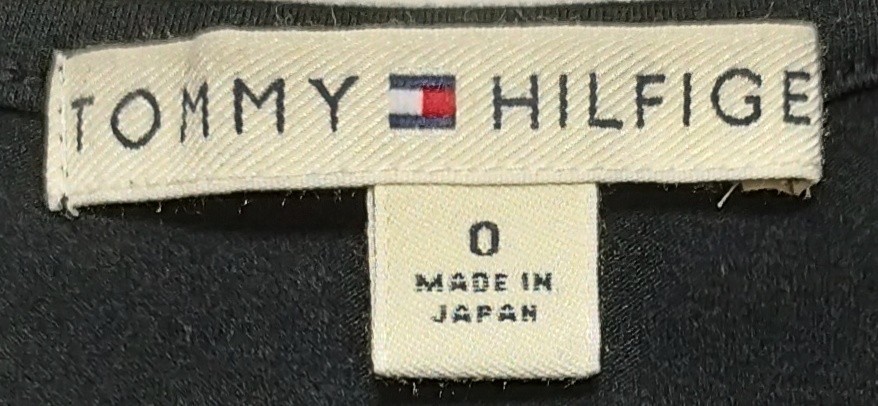 TOMMY HILFIGE
0
MADE IN
JAPAN